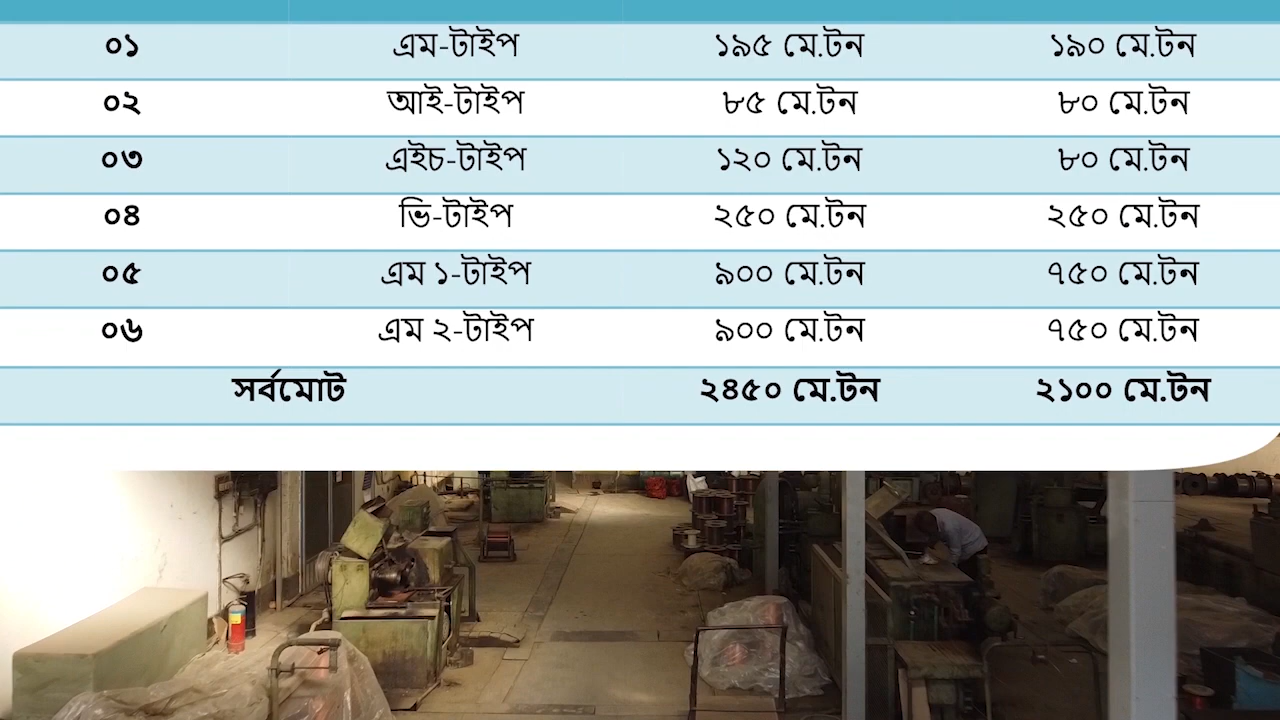 ০১ এম-টাইপ ১৯৫ মে.টন ১৯০ মে.টন
০২ আই-টাইপ ৮৫ মে.টন ৮০ মে.টন
০৩ এইচ-টাইপ ১২০ মে.টন ৮০ মে.টন
০৪ ভি-টাইপ ২৫০ মে.টন ২৫০ মে.টন
০৫ এম ১-টাইপ ৯০০ মে.টন ৭৫০ মে.টন
০৬ এম ২-টাইপ ৯০০ মে.টন ৭৫০ মে.টন
সর্বমোট ২৪৫০ মে.টন ২১০০ মে.টন